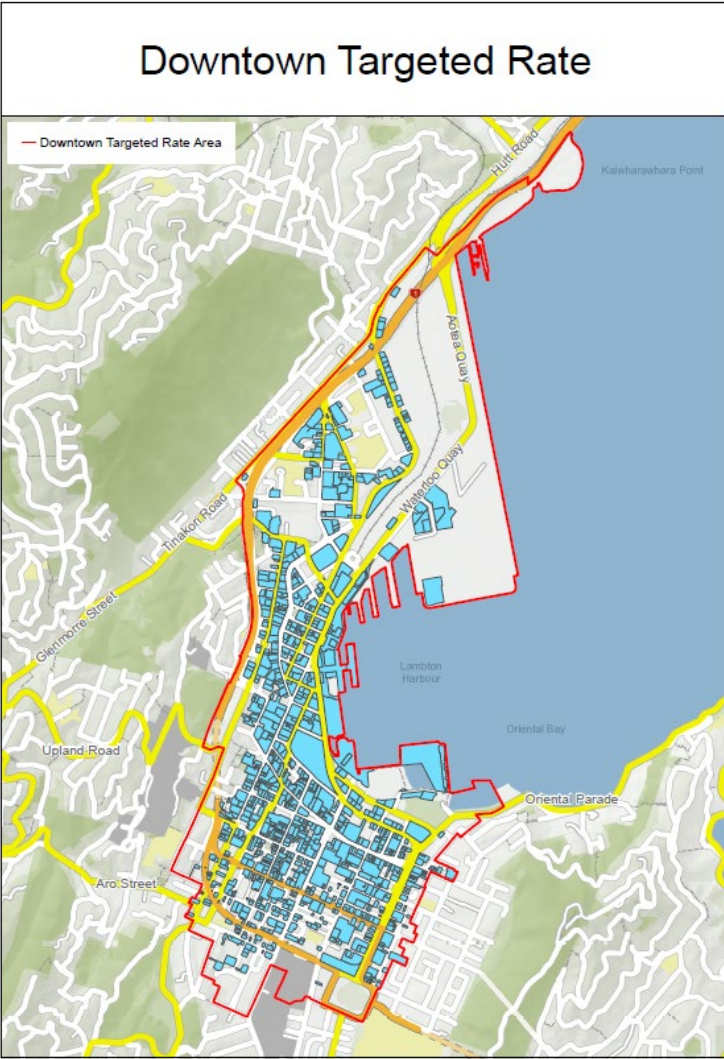 Downtown Targeted Rate
Downtown Targeted Rate Area
Hutt Road
Kaiwharawhara Point
1
Aotea Quay
Waterloo Quay
Tinakori Road
Glenmorre Street
Lambton
Harbour
Oriental Bay
Upland Road
Oriental Parade
Aro Street